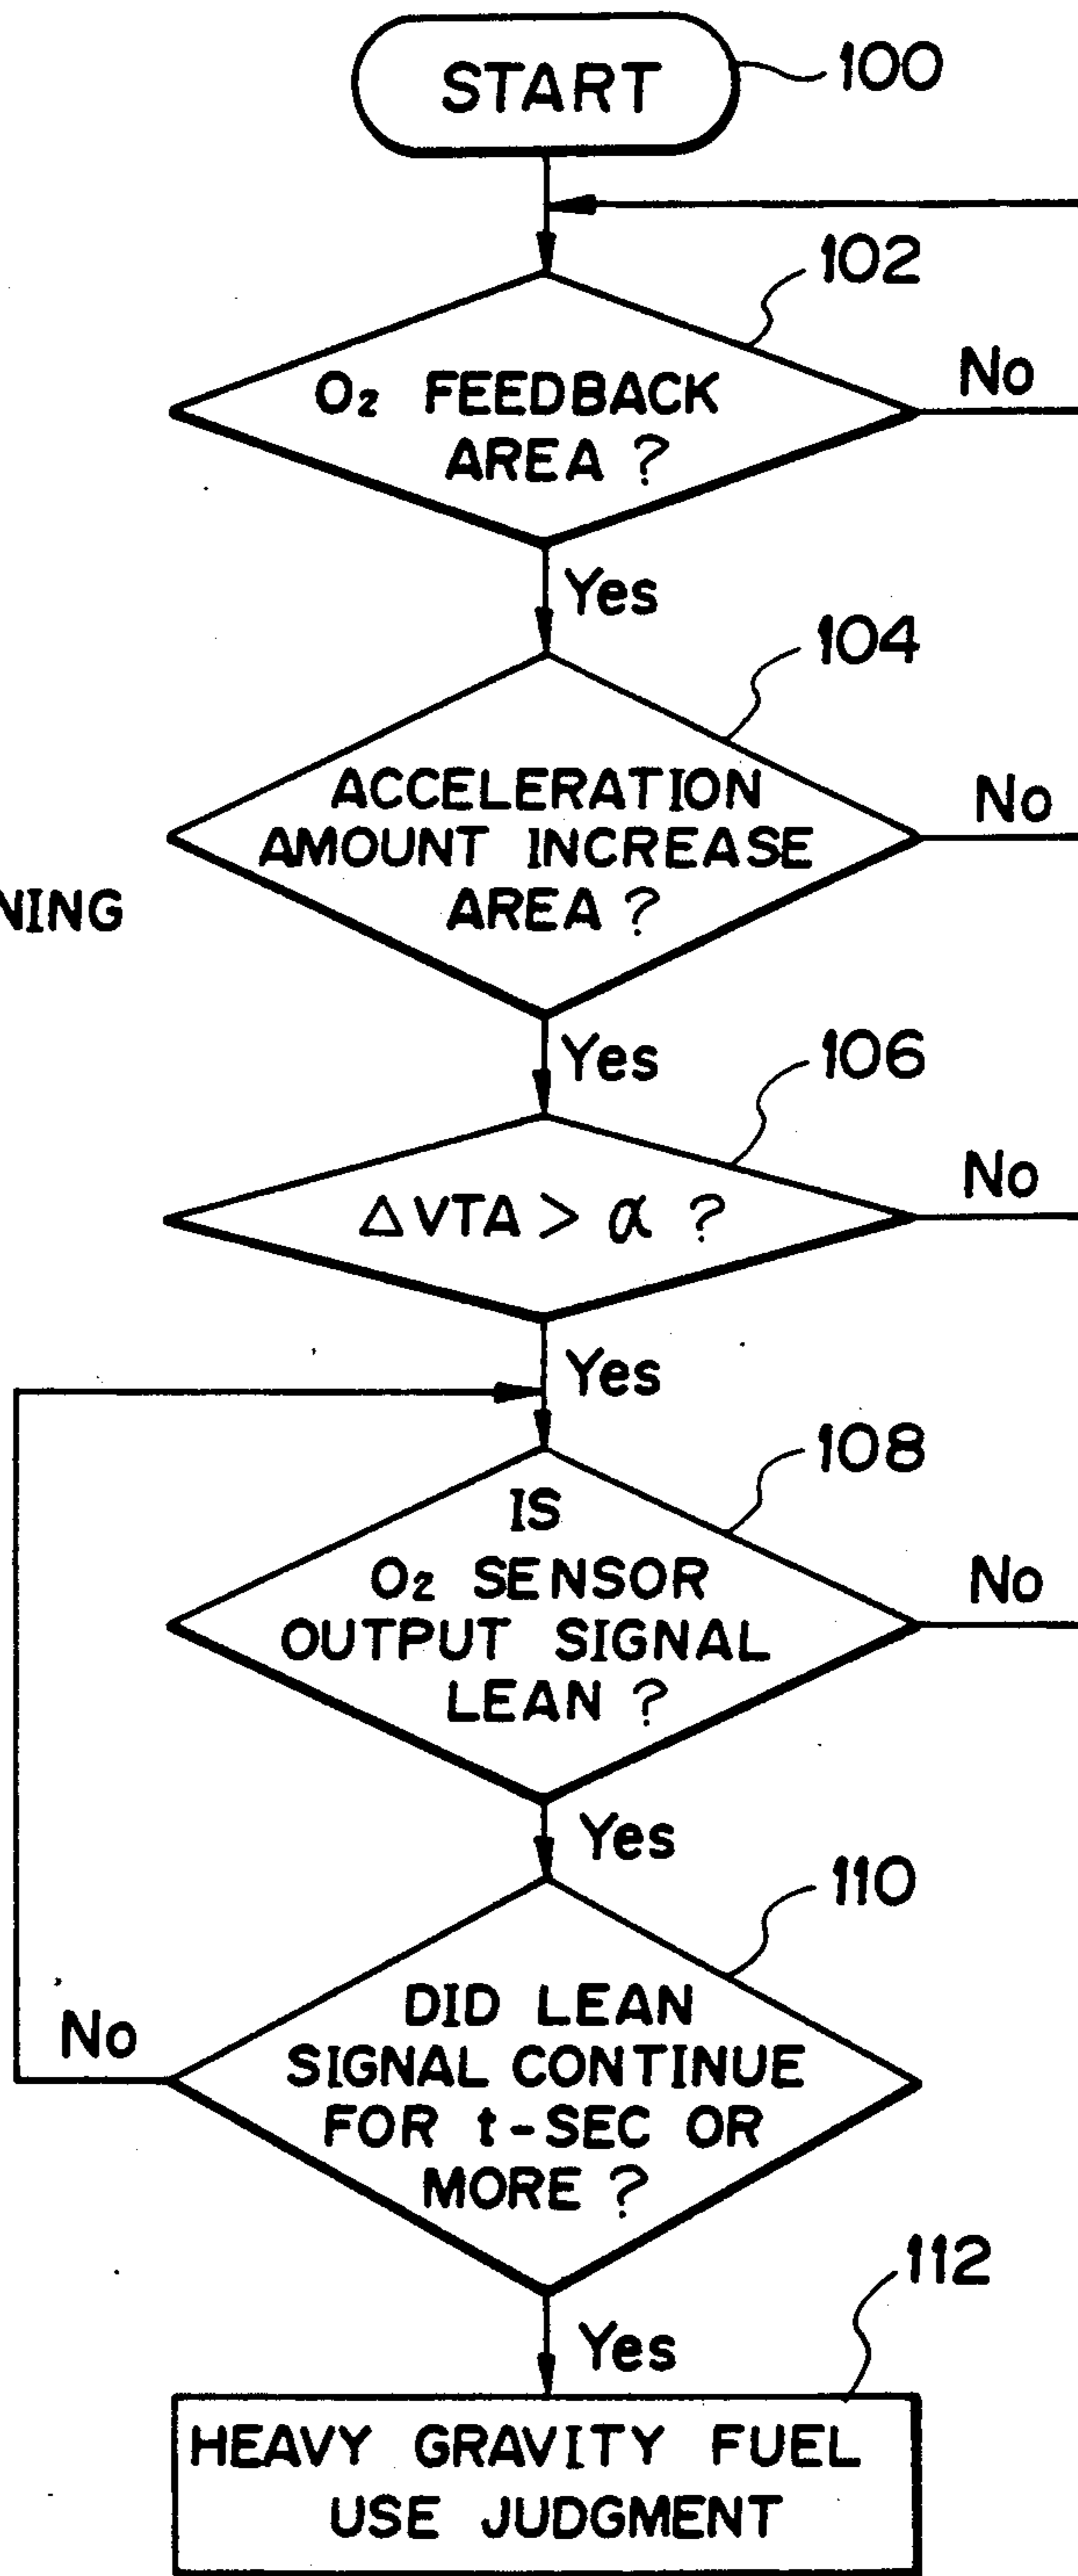 START
100
102
O₂ FEEDBACK
AREA ?
No
Yes
104
ACCELERATION
AMOUNT INCREASE
AREA ?
No
NING
Yes
106
△VTA > α ?
No
Yes
108
IS
O₂ SENSOR
OUTPUT SIGNAL
LEAN ?
No
Yes
110
DID LEAN
SIGNAL CONTINUE
FOR t-SEC OR
MORE ?
No
Yes
112
HEAVY GRAVITY FUEL
USE JUDGMENT